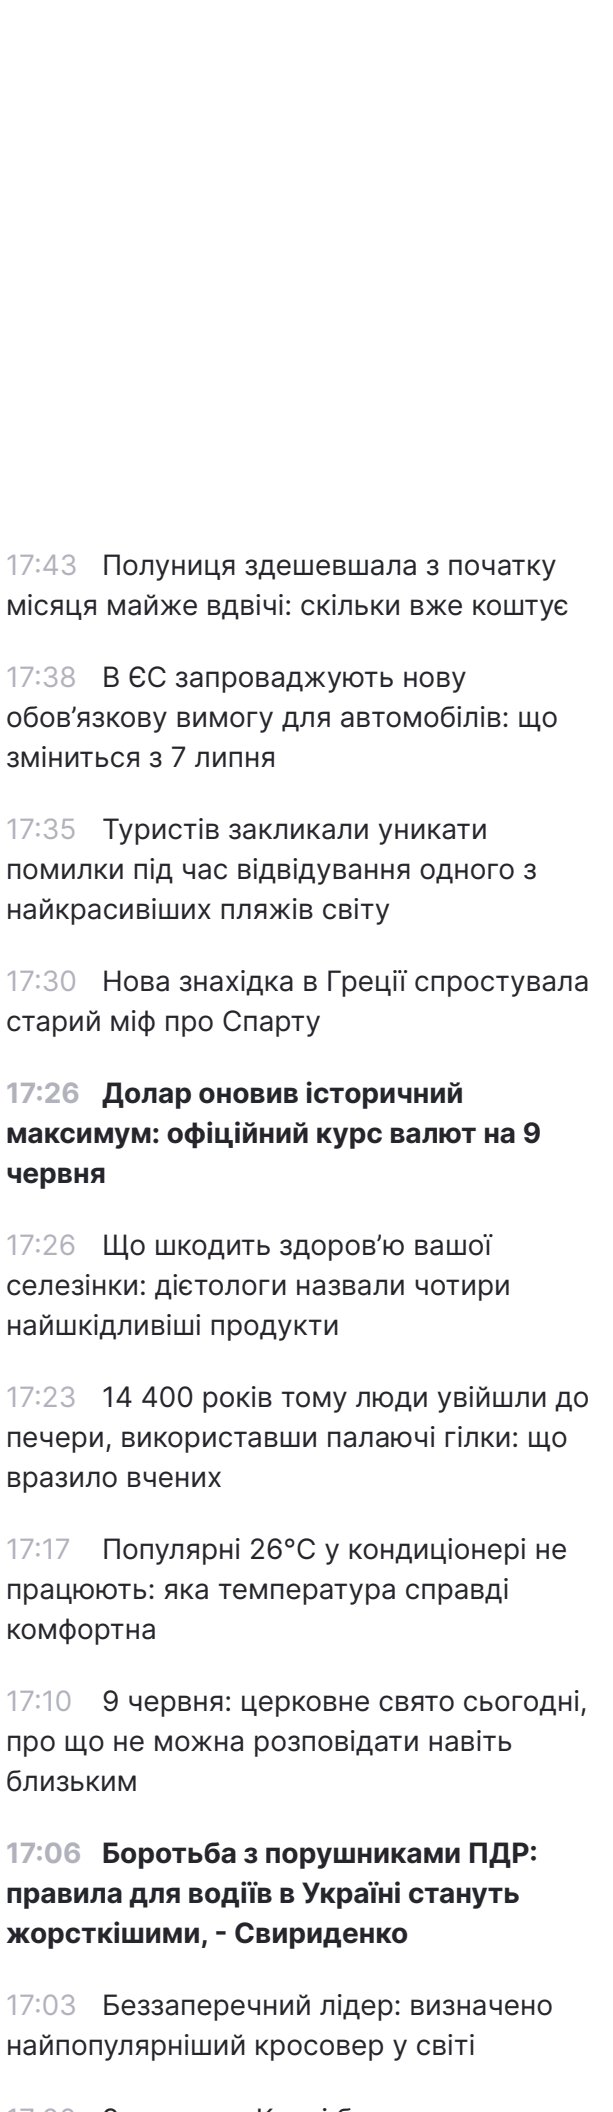 17:43 Полуниця здешевшала з початку
місяця майже вдвічі: скільки вже коштує
17:38 В ЄС запроваджують нову
обов’язкову вимогу для автомобілів: що
зміниться з 7 липня
17:35 Туристів закликали уникати
помилки під час відвідування одного з
найкрасивіших пляжів світу
17:30 Нова знахідка в Греції спростувала
старий міф про Спарту
17:26 Долар оновив історичний
максимум: офіційний курс валют на 9
червня
17:26 Що шкодить здоров’ю вашої
селезінки: дієтологи назвали чотири
найшкідливіші продукти
17:23 14 400 років тому люди увійшли до
печери, використавши палаючі гілки: що
вразило вчених
17:17 Популярні 26°C у кондиціонері не
працюють: яка температура справді
комфортна
17:10 9 червня: церковне свято сьогодні,
про що не можна розповідати навіть
близьким
17:06 Боротьба з порушниками ПДР:
правила для водіїв в Україні стануть
жорсткішими, - Свириденко
17:03 Беззаперечний лідер: визначено
найпопулярніший кросовер у світі